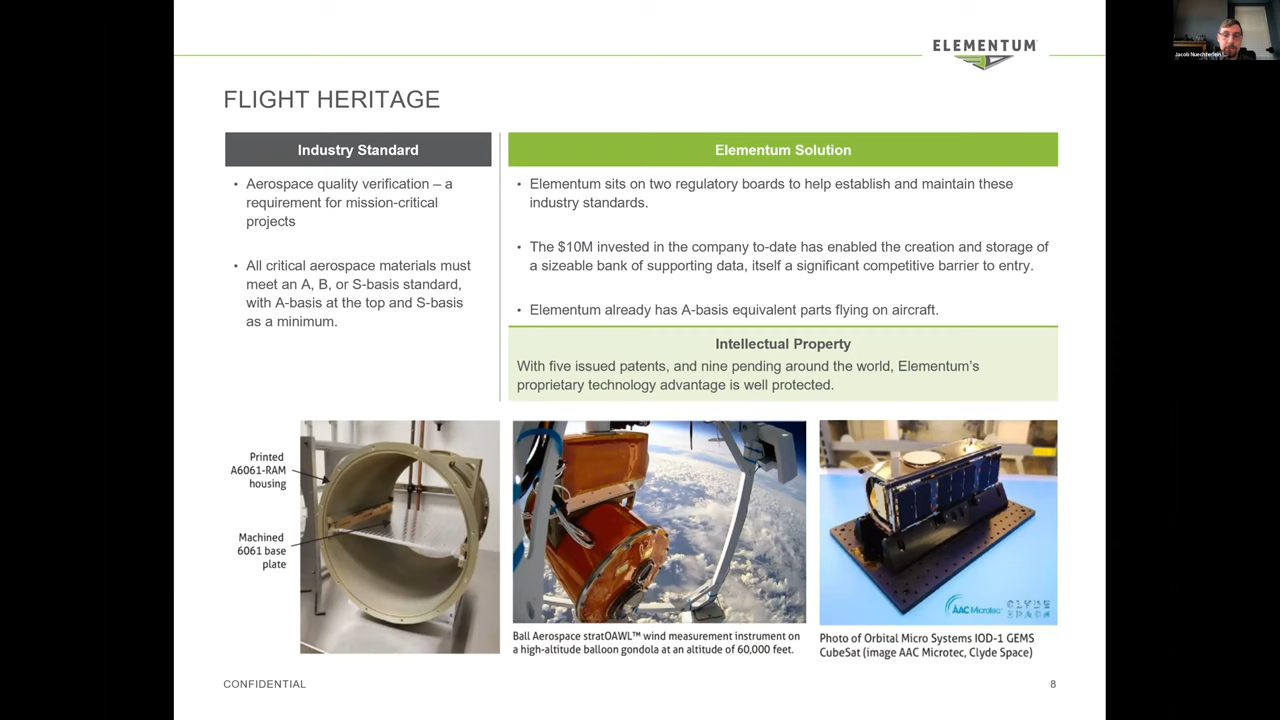 Jacob Nuechterlein
ELEMENTUM
FLIGHT HERITAGE
Industry Standard
• Aerospace quality verification – a
requirement for mission-critical
projects
• All critical aerospace materials must
meet an A, B, or S-basis standard,
with A-basis at the top and S-basis
as a minimum.
Elementum Solution
• Elementum sits on two regulatory boards to help establish and maintain these
industry standards.
• The $10M invested in the company to-date has enabled the creation and storage of
a sizeable bank of supporting data, itself a significant competitive barrier to entry.
• Elementum already has A-basis equivalent parts flying on aircraft.
Intellectual Property
With five issued patents, and nine pending around the world, Elementum's
proprietary technology advantage is well protected.
Printed
A6061-RAM
housing
Machined
6061 base
plate
Ball Aerospace stratOAWL™ wind measurement instrument on
a high-altitude balloon gondola at an altitude of 60,000 feet.
AAC Microtec
CLYDE
SPACE
Photo of Orbital Micro Systems IOD-1 GEMS
CubeSat (image AAC Microtec, Clyde Space)
CONFIDENTIAL
8